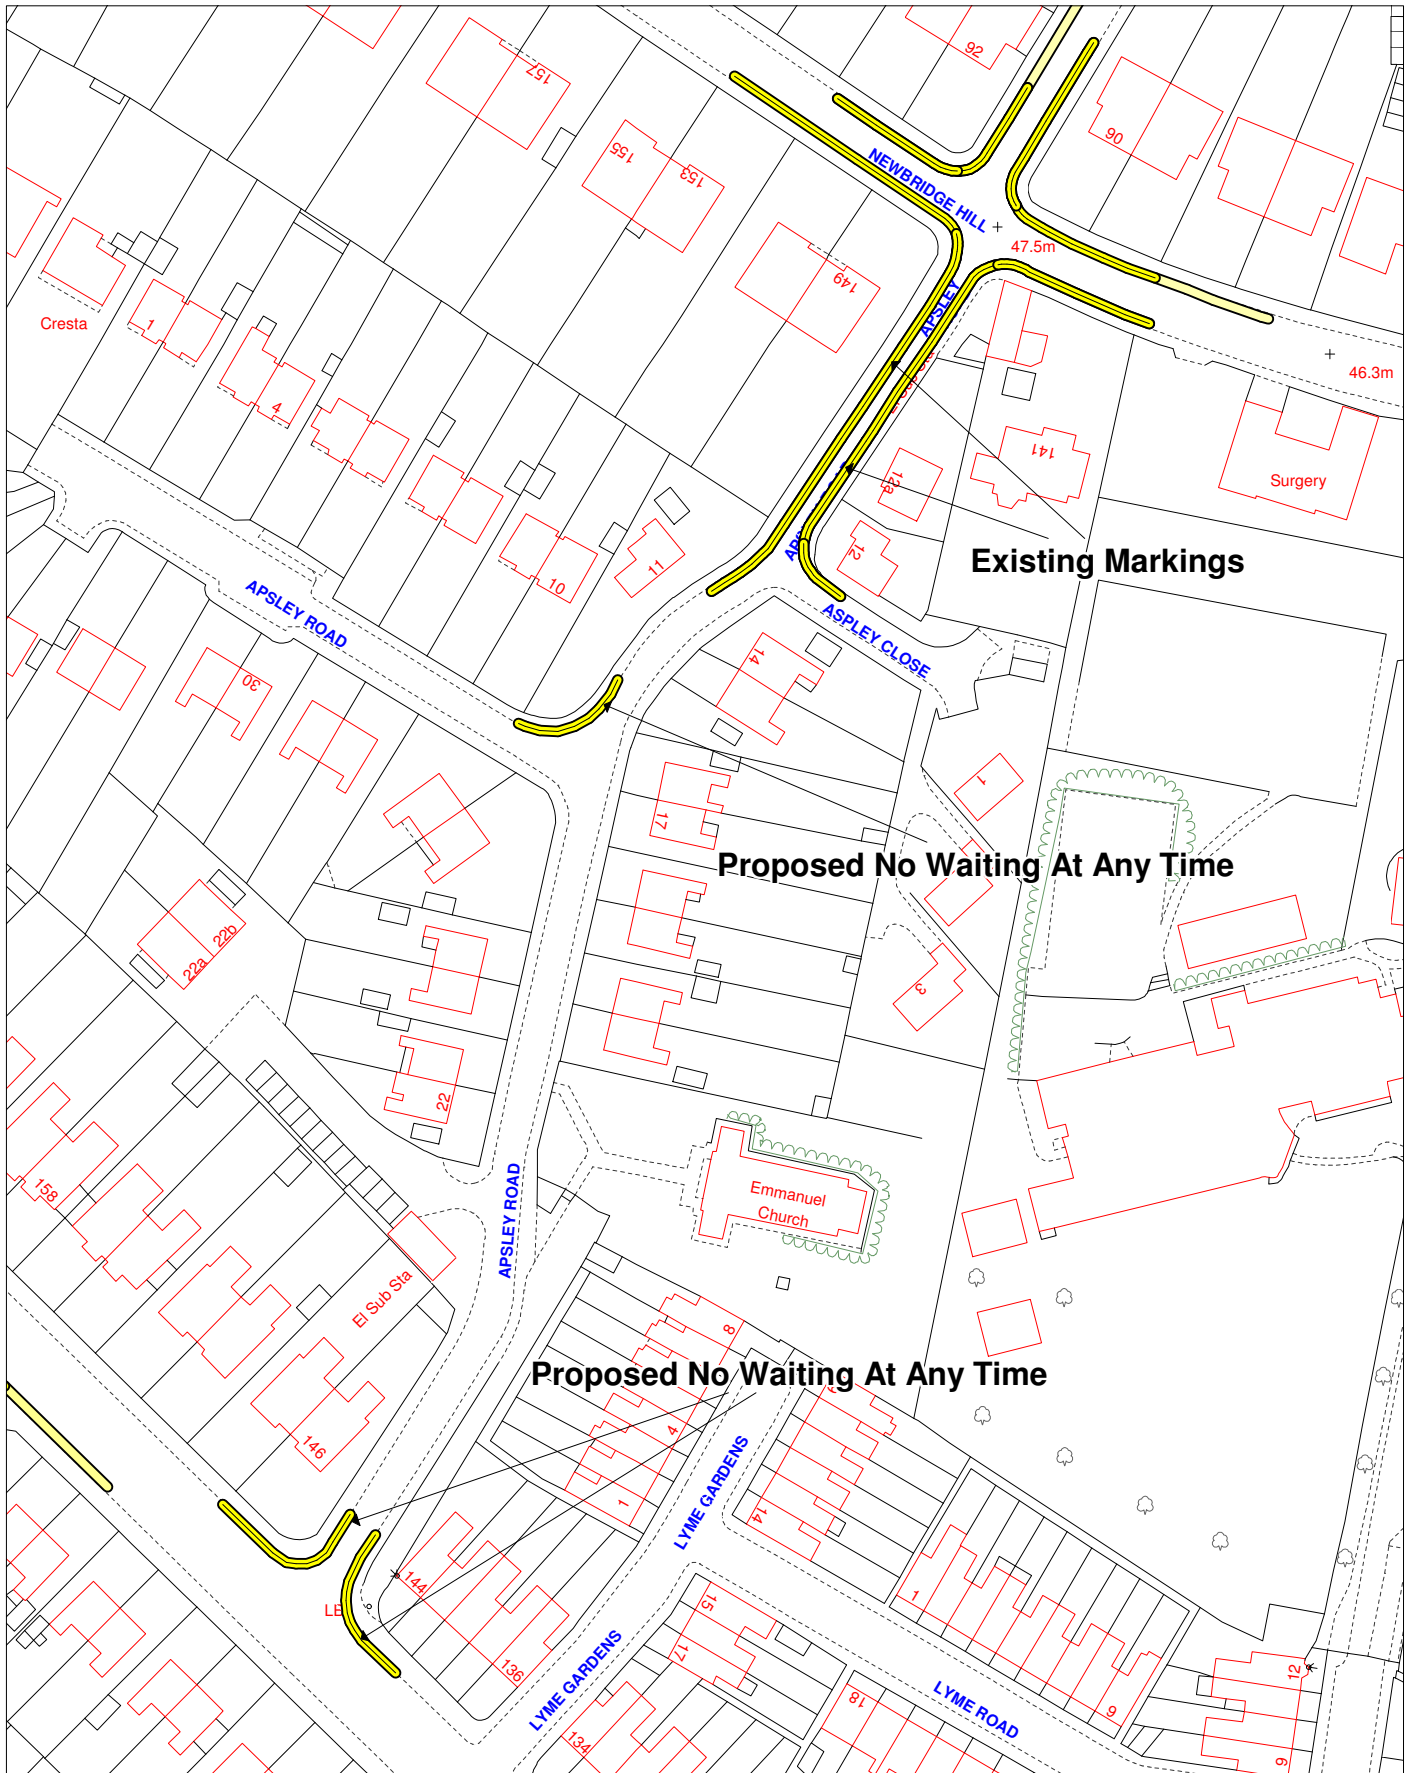 92
157
90
155
153
NEWBRIDGE HILL
47.5m
149
APSLEY
Cresta
1
46.3m
4
141
12a
Surgery
12
Existing Markings
10
11
APSLEY ROAD
ASPLEY CLOSE
14
30
1
17
Proposed No Waiting At Any Time
22b
22a
3
22
158
Emmanuel
Church
APSLEY ROAD
El Sub Sta
8
Proposed No Waiting At Any Time
4
146
LYME GARDENS
1
14
144
1
LB
15
17
136
12
LYME GARDENS
18
LYME ROAD
9
134